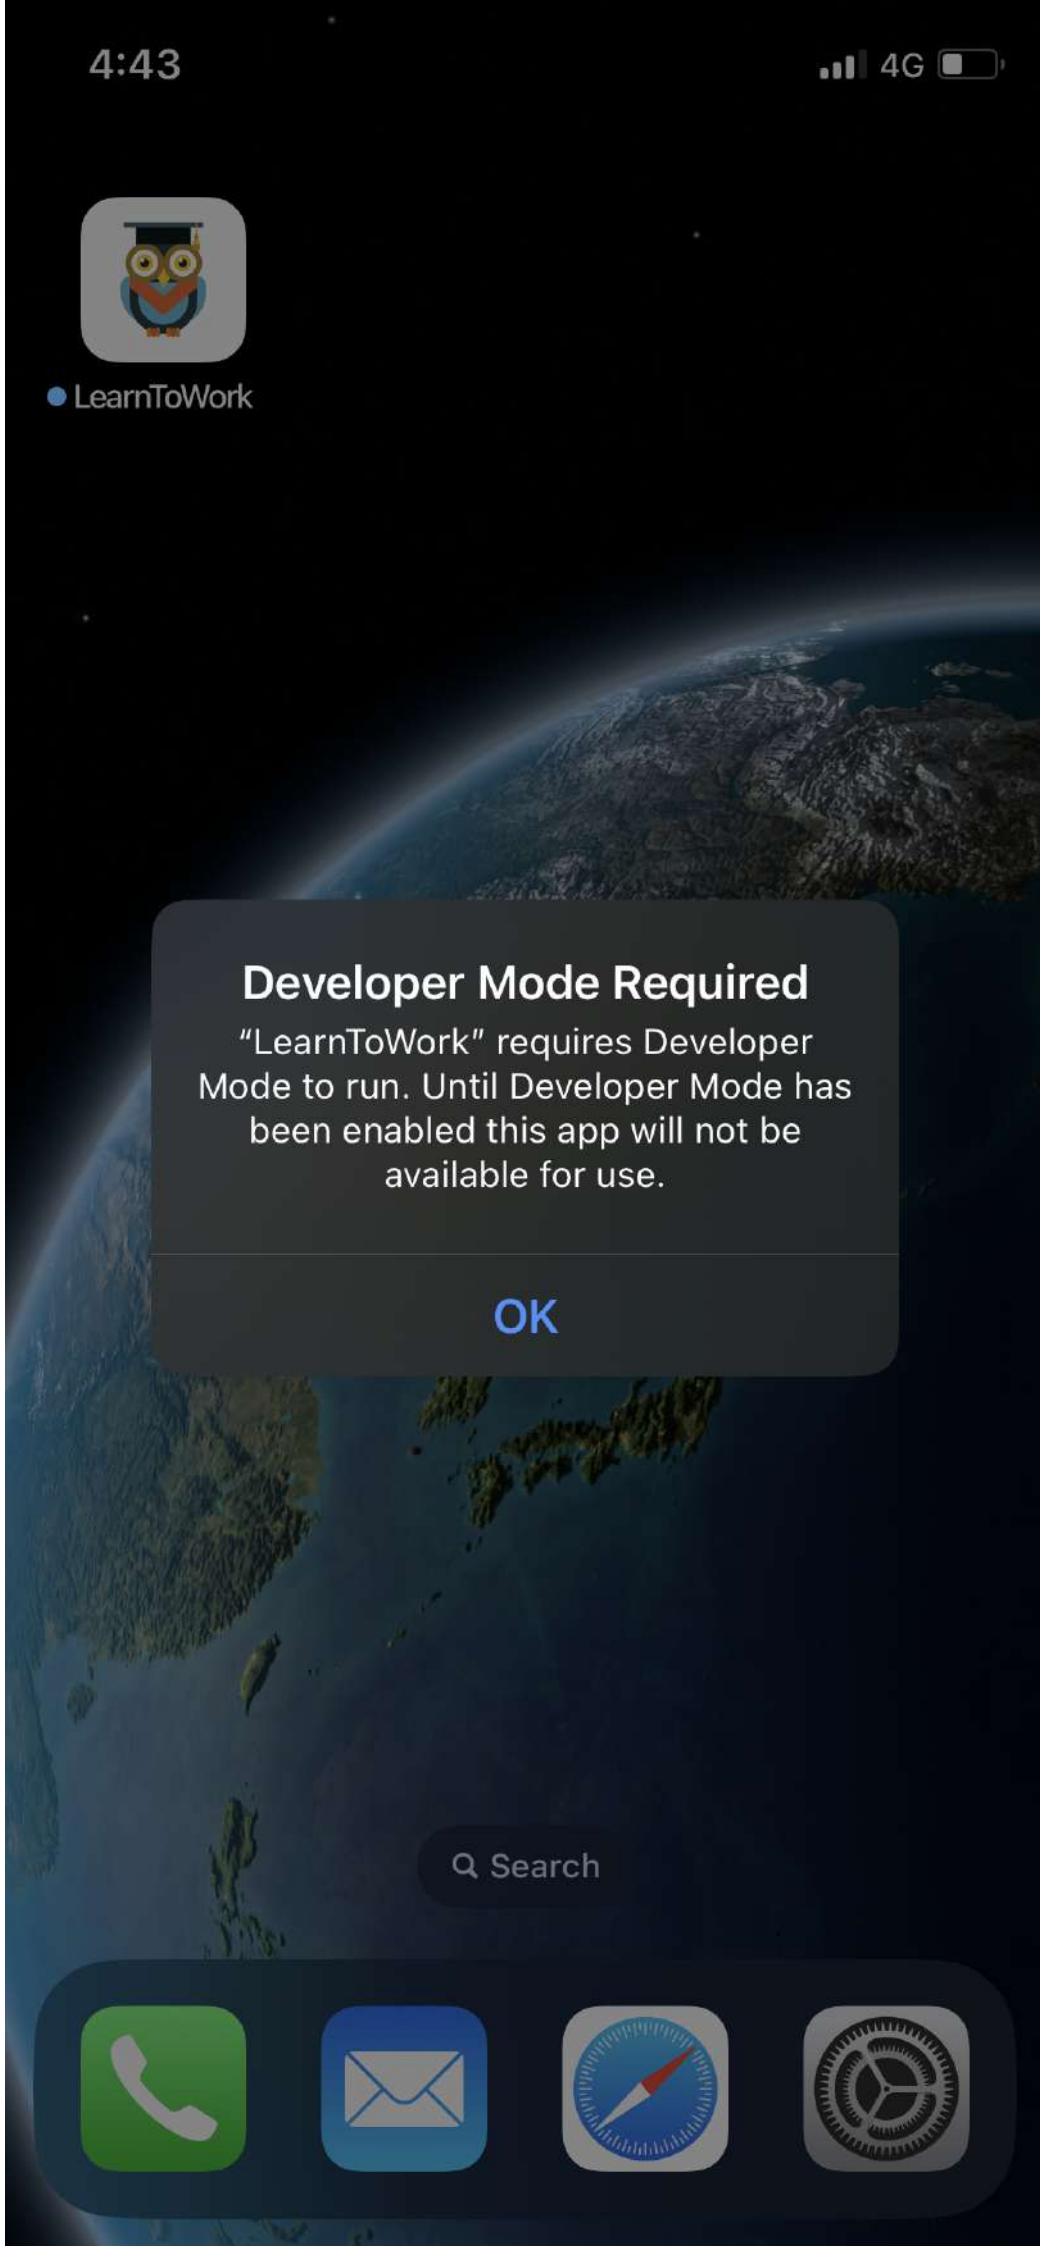 4:43
4G
LearnToWork
Developer Mode Required
“LearnToWork” requires Developer
Mode to run. Until Developer Mode has
been enabled this app will not be
available for use.
OK
Search